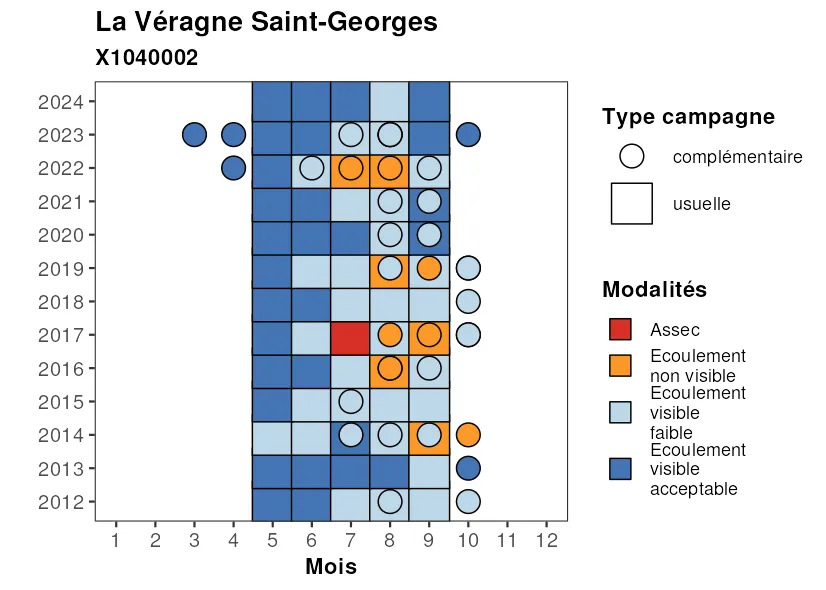 La Véragne Saint-Georges
X1040002
2024
2023
2022
2021
2020
2019
2018
2017
2016
2015
2014
2013
2012
1 2 3 4 5 6 7 8 9 10 11 12
Mois
Type campagne
complémentaire
usuelle
Modalités
Assec
Ecoulement
non visible
Ecoulement
visible
faible
Ecoulement
visible
acceptable